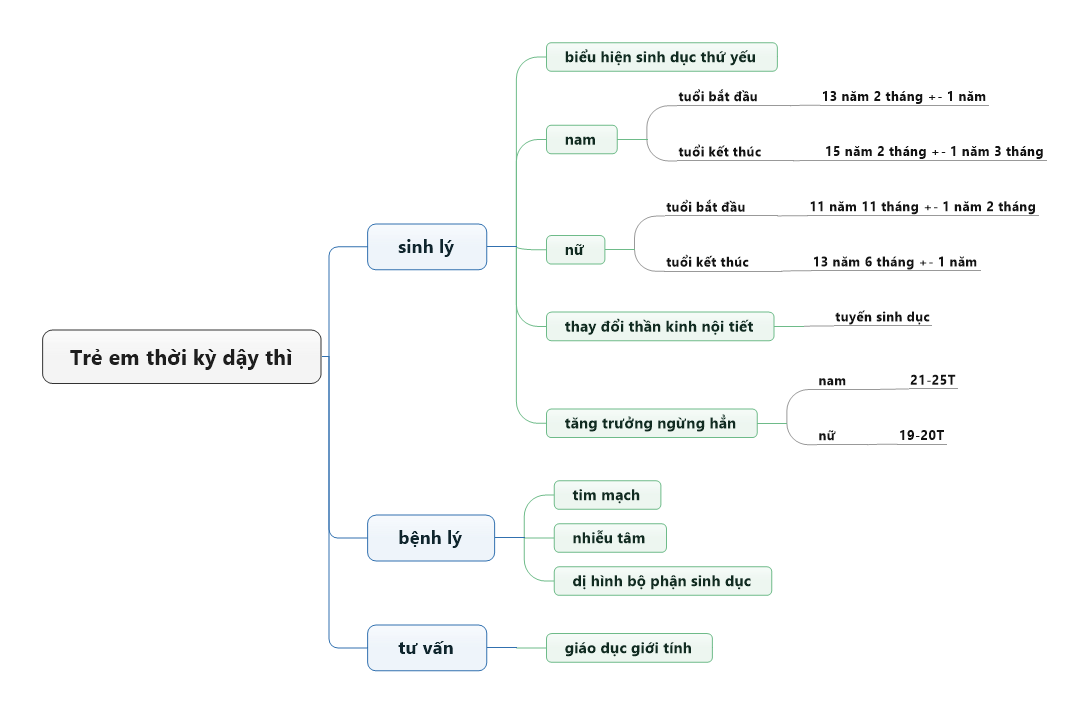 Trẻ em thời kỳ dậy thì
sinh lý
biểu hiện sinh dục thứ yếu
nam
tuổi bắt đầu 13 năm 2 tháng +- 1 năm
tuổi kết thúc 15 năm 2 tháng +- 1 năm 3 tháng
nữ
tuổi bắt đầu 11 năm 11 tháng +- 1 năm 2 tháng
tuổi kết thúc 13 năm 6 tháng +- 1 năm
thay đổi thần kinh nội tiết tuyến sinh dục
tăng trưởng ngừng hẳn
nam 21-25T
nữ 19-20T
bệnh lý
tim mạch
nhiễu tâm
dị hình bộ phận sinh dục
tư vấn
giáo dục giới tính